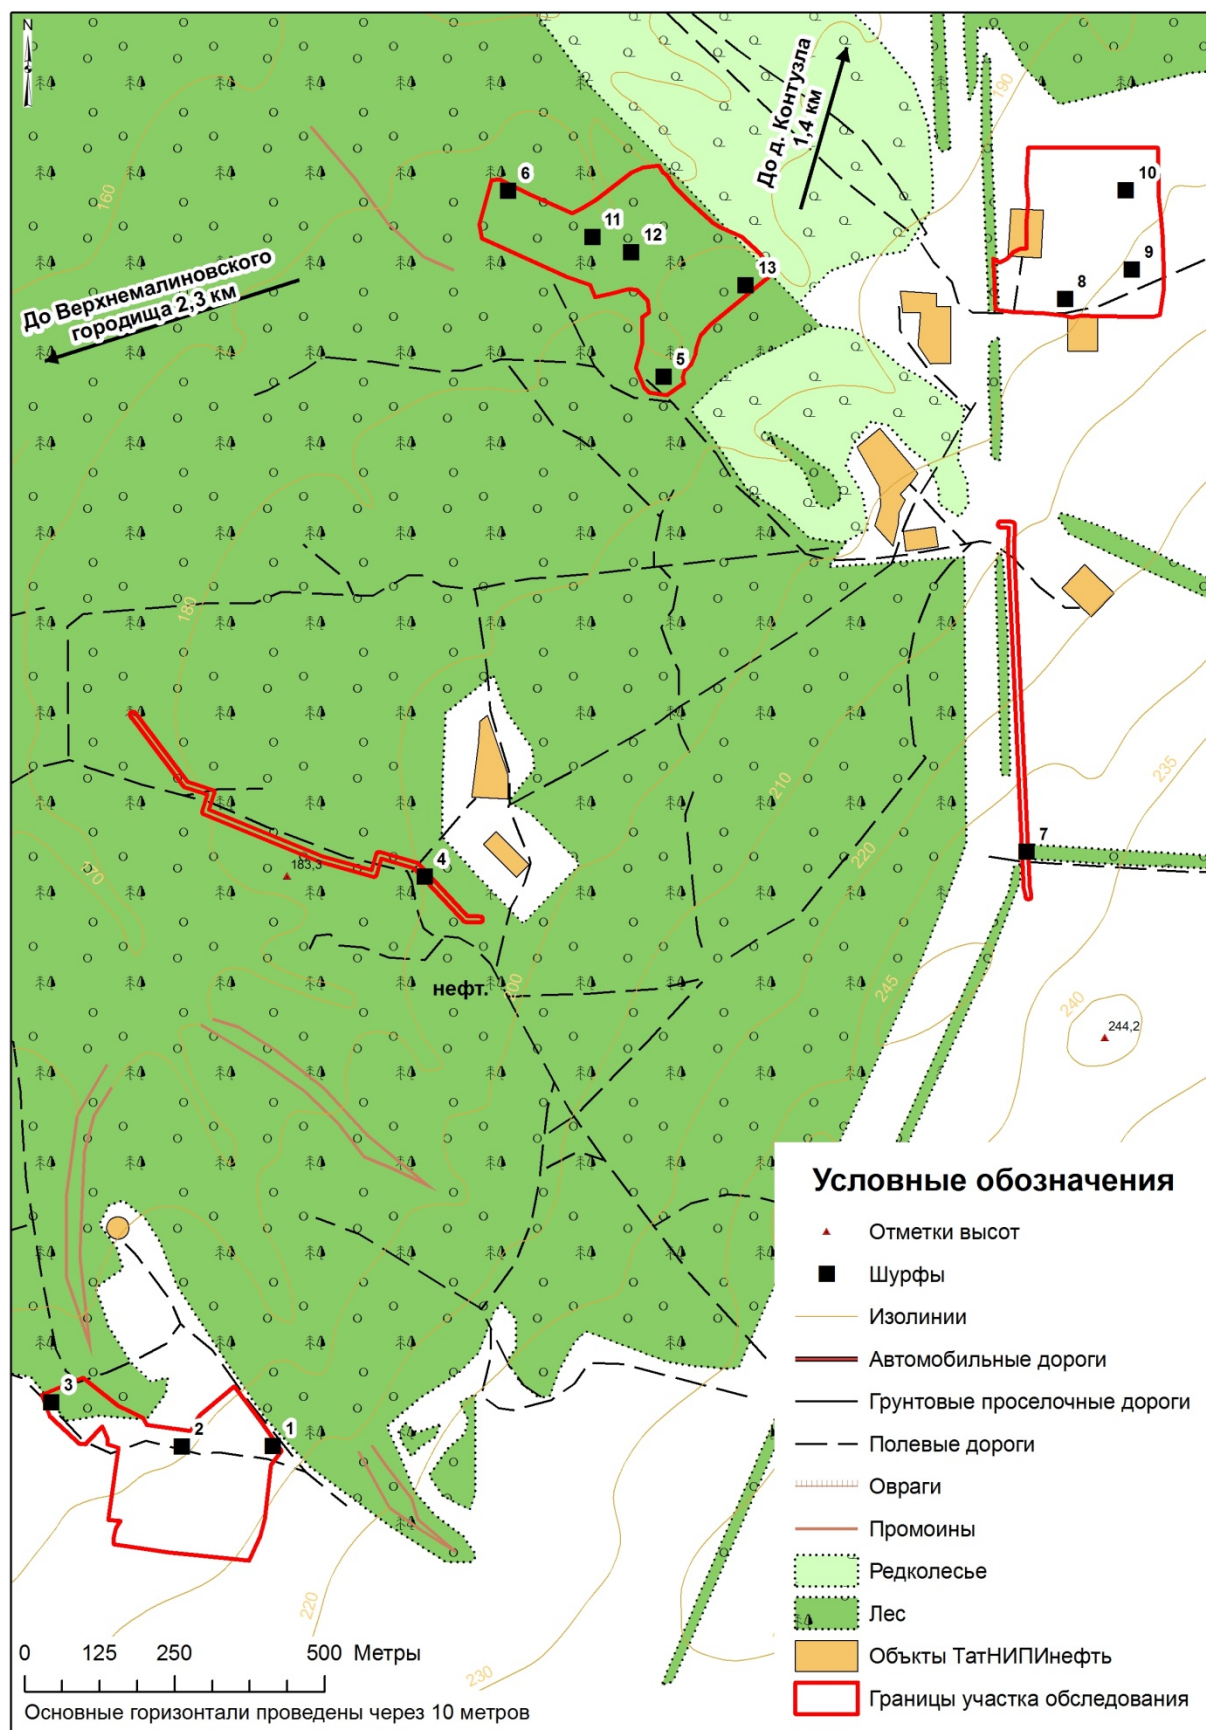 N
190
До д. Контузла
1,4 км
160
6
10
11
12
До Верхнемалиновского
городища 2,3 км
13
9
8
5
180
210
235
7
220
4
183,3
170
нефт.
200
245
240
244,2
Условные обозначения
Отметки высот
Шурфы
Изолинии
Автомобильные дороги
Грунтовые проселочные дороги
Полевые дороги
Овраги
Промоины
Редколесье
Лес
Объкты ТатНИПИнефть
Границы участка обследования
3
2
1
220
230
0 125 250 500 Метры
Основные горизонтали проведены через 10 метров